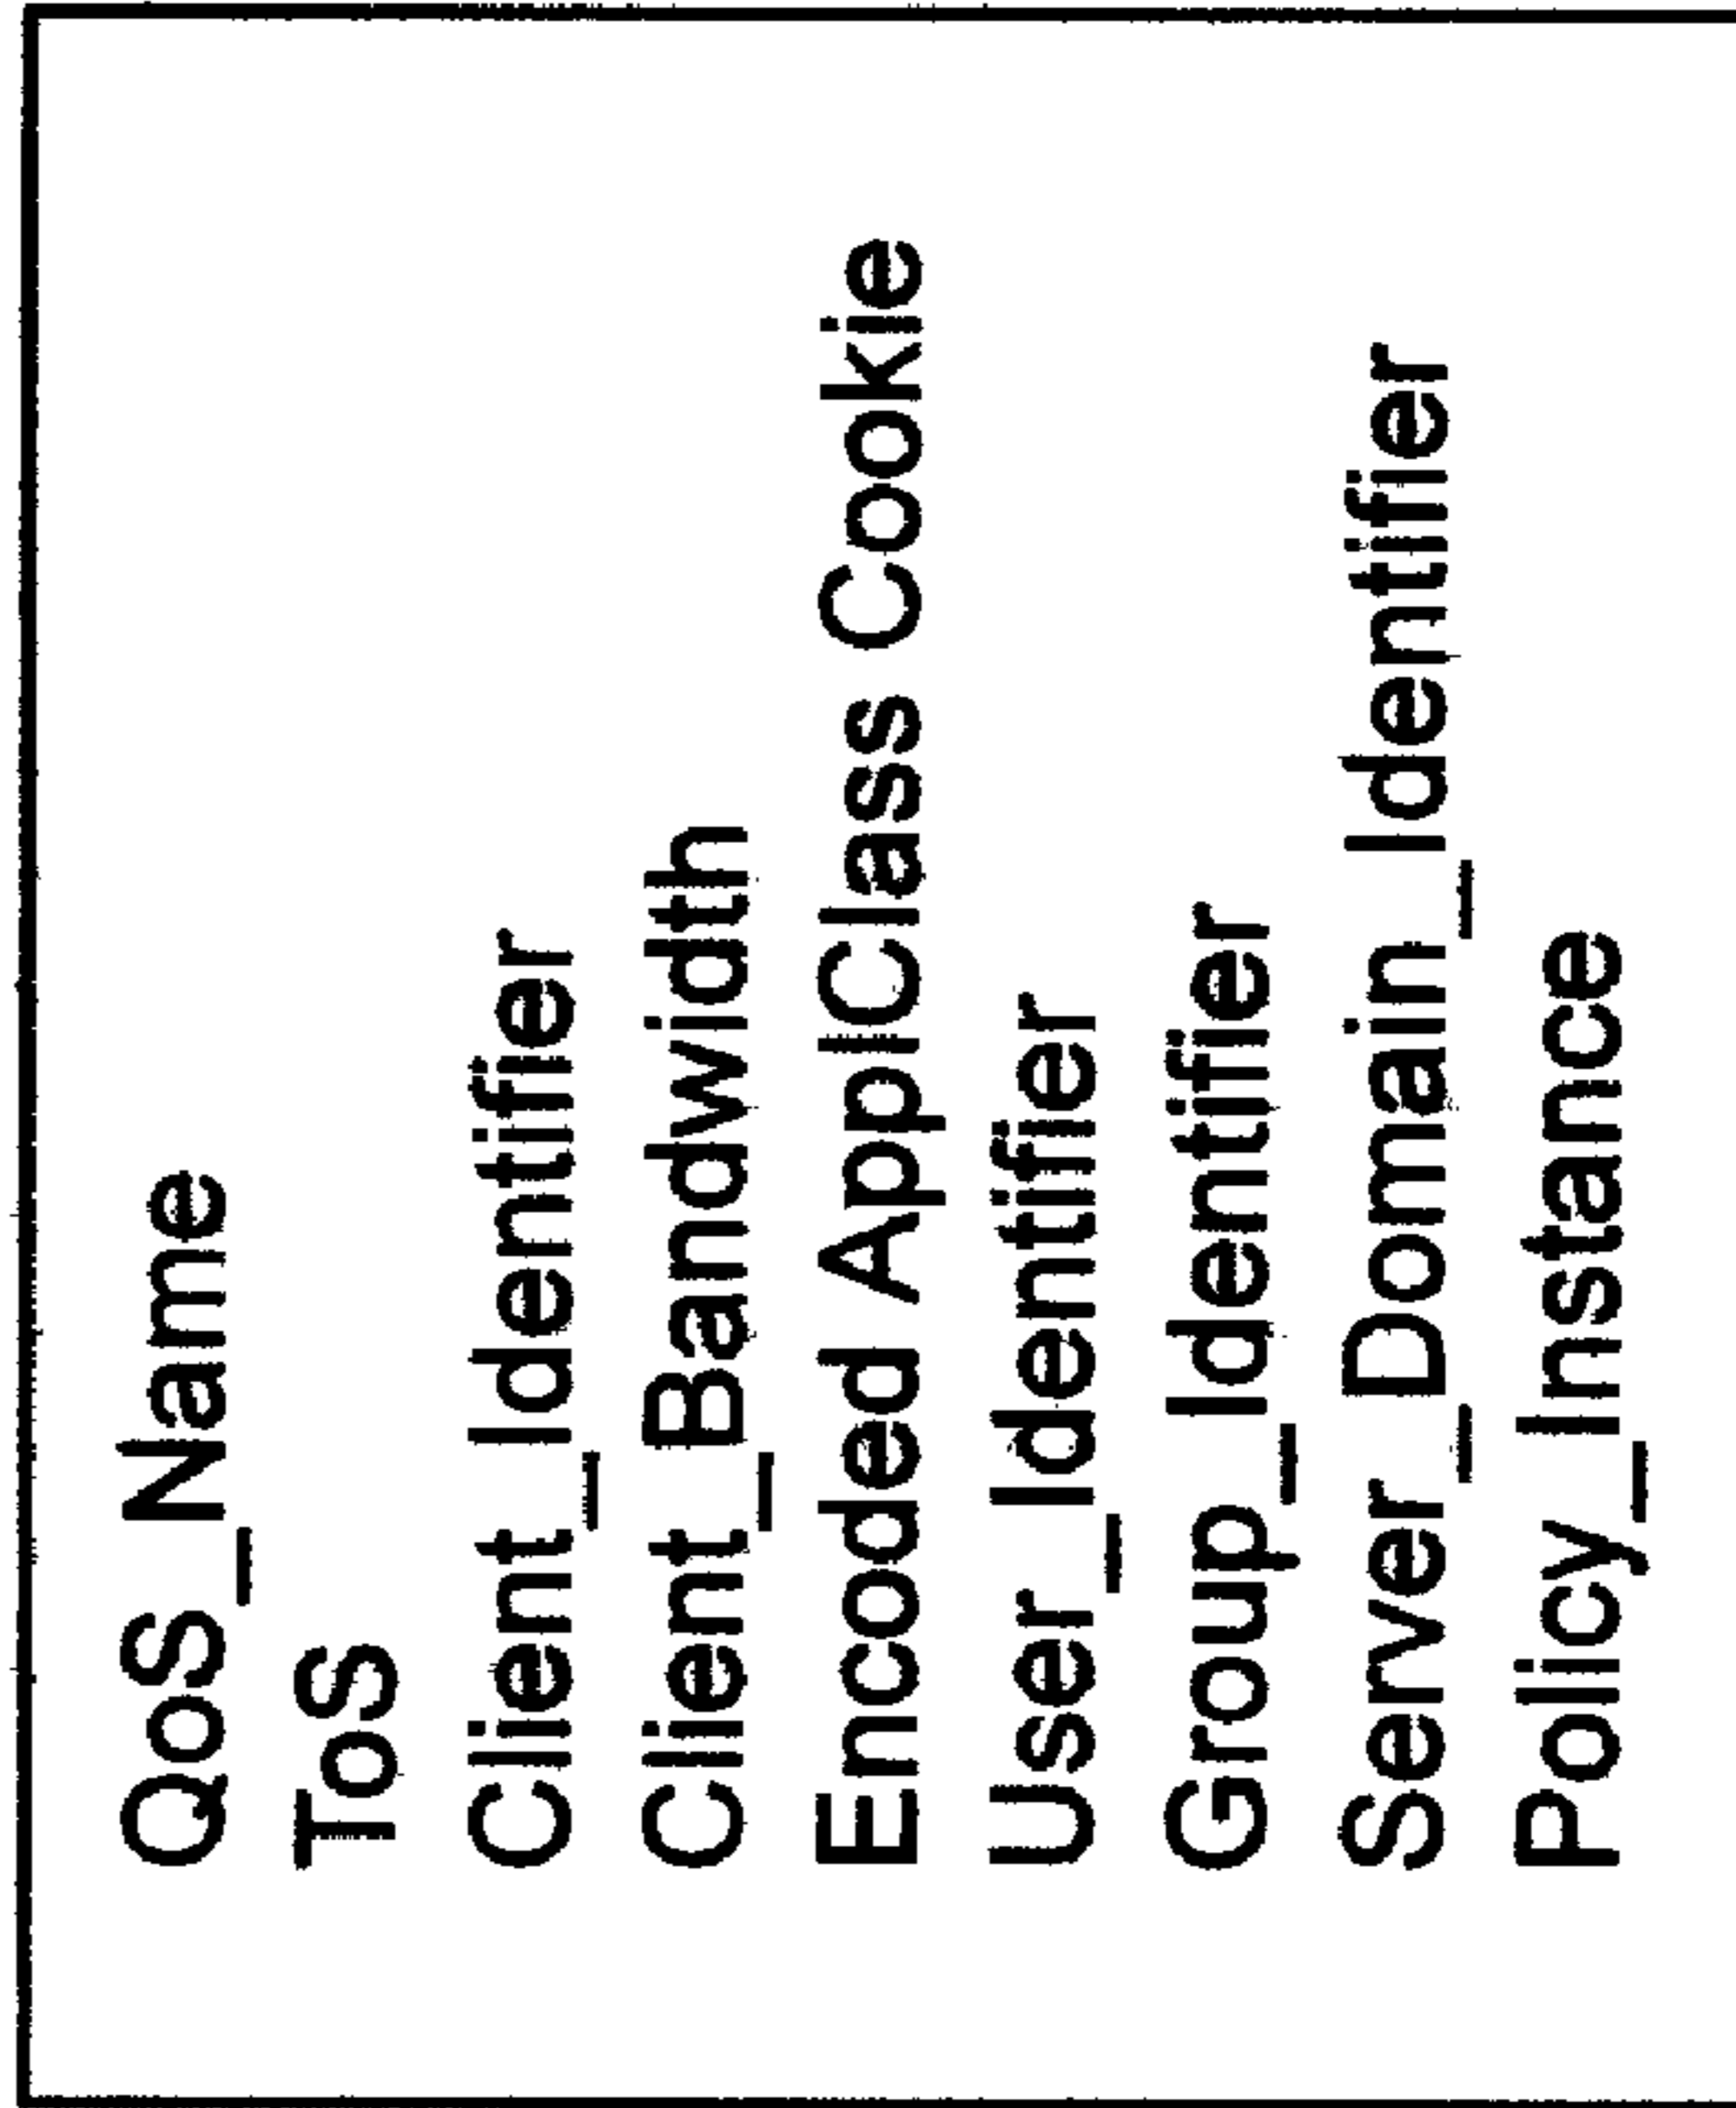 QoS_Name
ToS
Client_Identifier
Client_Bandwidth
Encoded ApplClass Cookie
User_Identifier
Group_Identifier
Server_Domain_Identifier
Policy_Instance